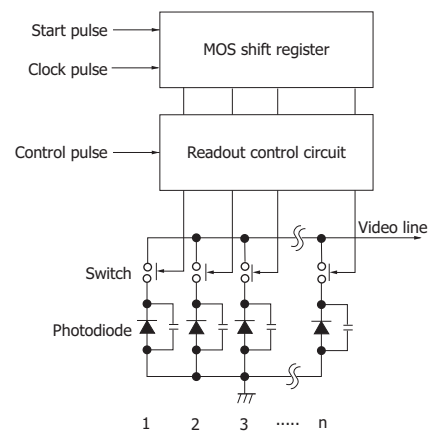 Start pulse
MOS shift register
Clock pulse
Control pulse
Readout control circuit
Video line
Switch
Photodiode
1 2 3 ····· n